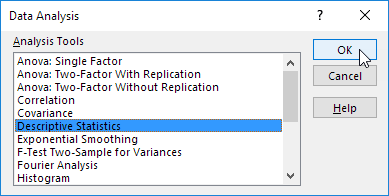 Data Analysis
?
Analysis Tools
Anova: Single Factor
Anova: Two-Factor With Replication
Anova: Two-Factor Without Replication
Correlation
Covariance
Descriptive Statistics
Exponential Smoothing
F-Test Two-Sample for Variances
Fourier Analysis
Histogram
OK
Cancel
Help